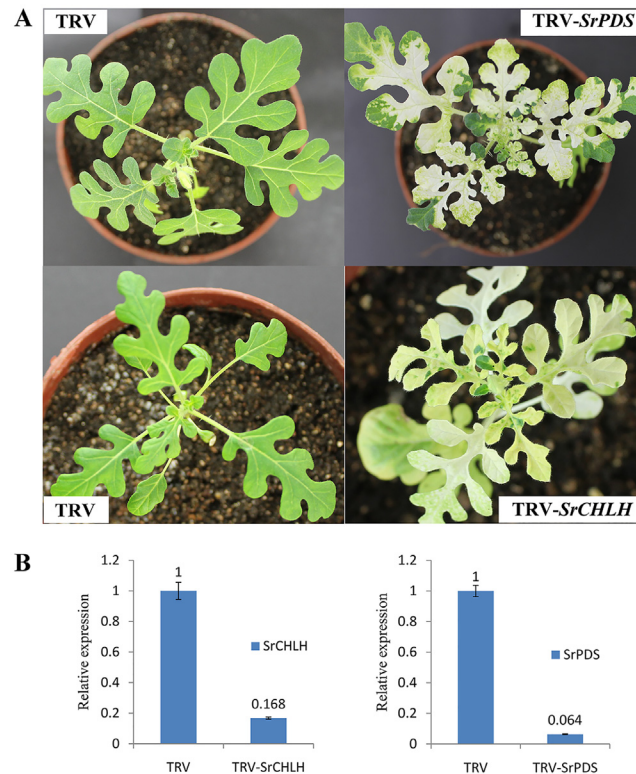 A
TRV
TRV-SrPDS
TRV
TRV-SrCHLH
B
Relative expression
1.2
1
0.8
0.6
0.4
0.2
0
1
0.168
SrCHLH
TRV
TRV-SrCHLH
Relative expression
1.2
1
0.8
0.6
0.4
0.2
0
1
0.064
SrPDS
TRV
TRV-SrPDS